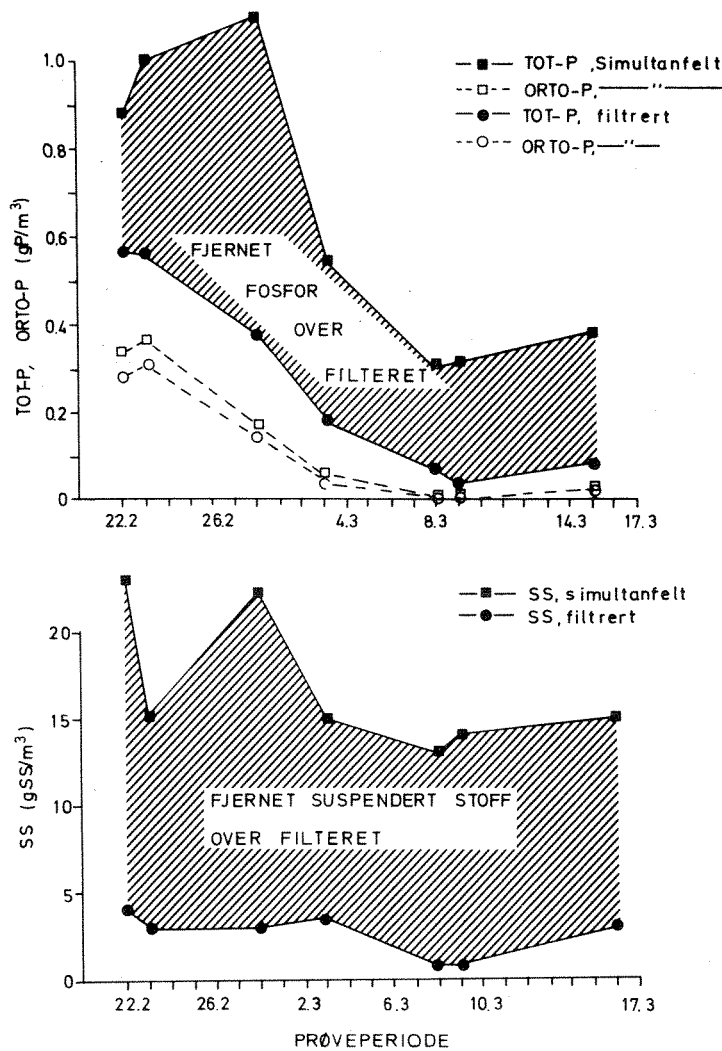 TOT-P, ORTO-P (gP/m³)
1.0
0.8
0.6
0.4
0.2
0
TOT-P ,Simultanfelt
ORTO-P, —— " ——
TOT-P, filtrert
ORTO-P, — " —
FJERNET
FOSFOR
OVER
FILTERET
22.2 26.2 4.3 8.3 14.3 17.3
SS (gSS/m³)
20
15
10
5
0
SS, simultanfelt
SS, filtrert
FJERNET SUSPENDERT STOFF
OVER FILTERET
22.2 26.2 2.3 6.3 10.3 17.3
PRØVEPERIODE